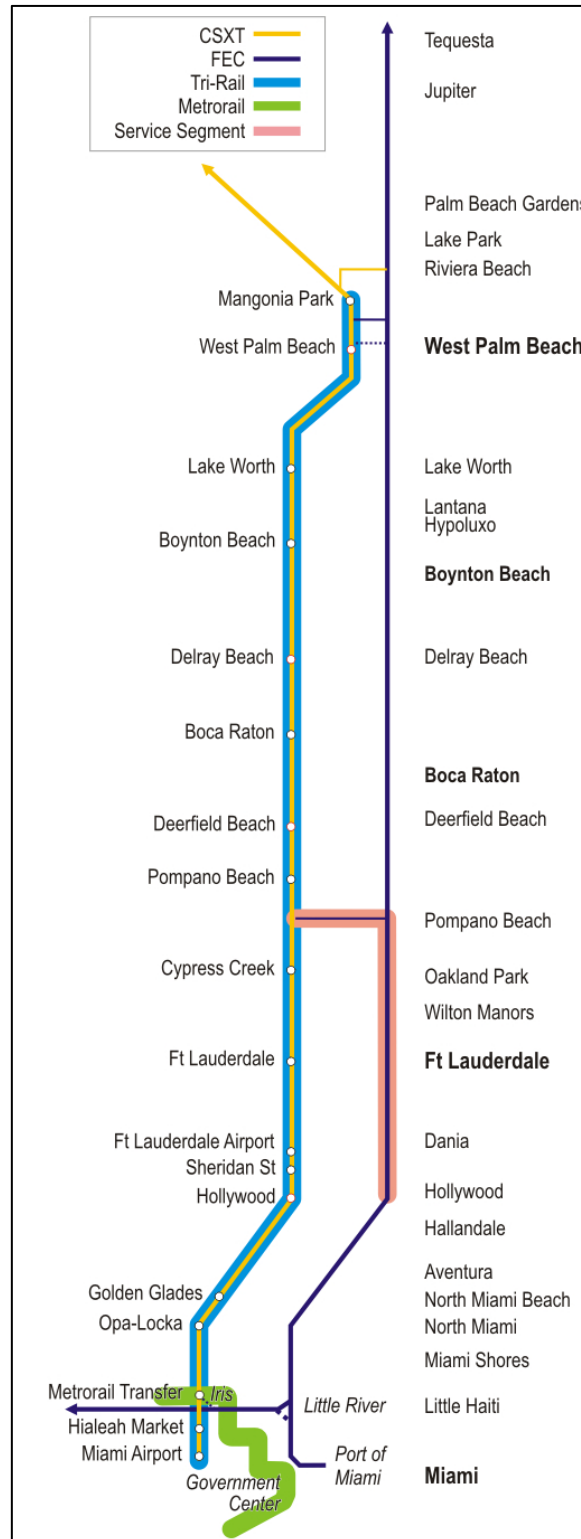 CSXT
FEC
Tri-Rail
Metrorail
Service Segment
Tequesta
Jupiter
Palm Beach Gardens
Lake Park
Riviera Beach
Mangonia Park
West Palm Beach
West Palm Beach
Lake Worth
Lake Worth
Lantana
Hypoluxo
Boynton Beach
Boynton Beach
Delray Beach
Delray Beach
Boca Raton
Boca Raton
Deerfield Beach
Deerfield Beach
Pompano Beach
Pompano Beach
Cypress Creek
Oakland Park
Wilton Manors
Ft Lauderdale
Ft Lauderdale
Ft Lauderdale Airport
Dania
Sheridan St
Hollywood
Hollywood
Hallandale
Aventura
Golden Glades
North Miami Beach
Opa-Locka
North Miami
Miami Shores
Metrorail Transfer
Iris
Little River
Little Haiti
Hialeah Market
Miami Airport
Port of
Miami
Miami
Government
Center